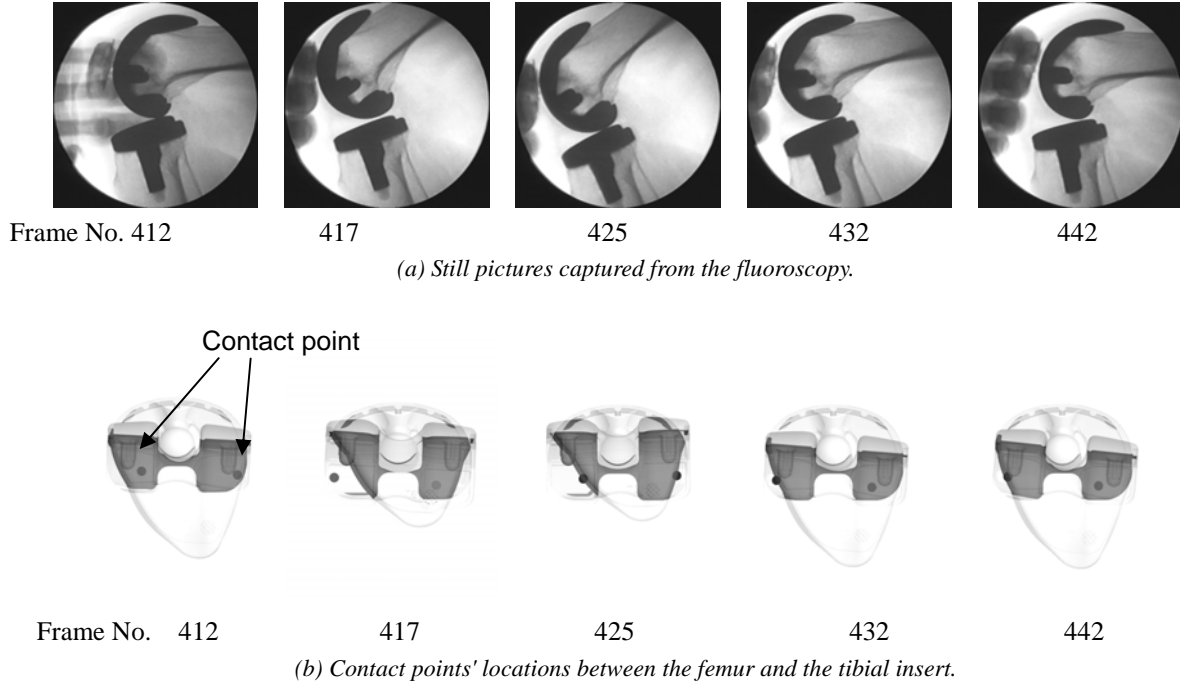 Frame No. 412 417 425 432 442
(a) Still pictures captured from the fluoroscopy.
Contact point
Frame No. 412 417 425 432 442
(b) Contact points' locations between the femur and the tibial insert.